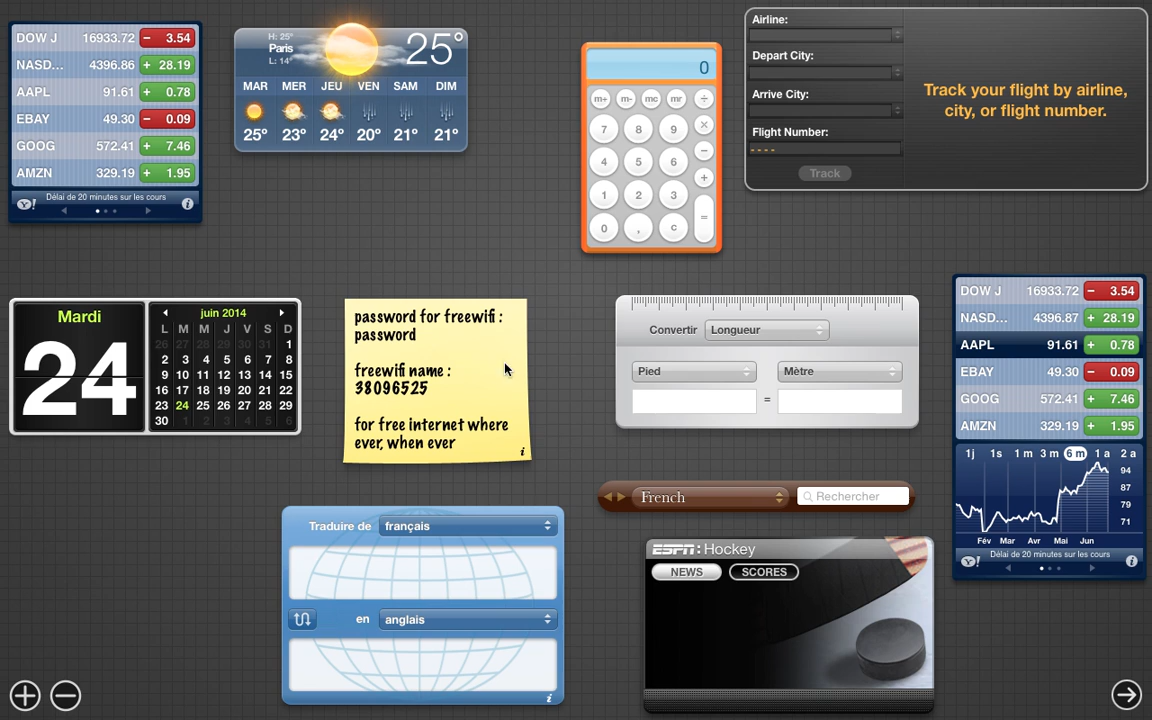 DOW J 16933.72 − 3.54
NASD... 4396.86 + 28.19
AAPL 91.61 + 0.78
EBAY 49.30 − 0.09
GOOG 572.41 + 7.46
AMZN 329.19 + 1.95
Y! Délai de 20 minutes sur les cours i
H: 25°
Paris
L: 14°
25°
MAR MER JEU VEN SAM DIM
25° 23° 24° 20° 21° 21°
0
m+ m- mc mr ÷
7 8 9 ×
4 5 6 −
1 2 3 +
0 , c =
Airline:
Depart City:
Arrive City:
Flight Number:
----
Track
Track your flight by airline,
city, or flight number.
Mardi
24
juin 2014
L M M J V S D
26 27 28 29 30 31 1
2 3 4 5 6 7 8
9 10 11 12 13 14 15
16 17 18 19 20 21 22
23 24 25 26 27 28 29
30 1 2 3 4 5 6
password for freewifi :
password
freewifi name :
38096525
for free internet where
ever, when ever
i
Convertir Longueur
Pied Mètre
=
DOW J 16933.72 − 3.54
NASD... 4396.87 + 28.19
AAPL 91.61 + 0.78
EBAY 49.30 − 0.09
GOOG 572.41 + 7.46
AMZN 329.19 + 1.95
1j 1s 1 m 3 m 6 m 1 a 2 a
94
87
79
71
Fév Mar Avr Mai Juin
Y! Délai de 20 minutes sur les cours i
French Rechercher
Traduire de français
en anglais
i
ESPN: Hockey
NEWS SCORES